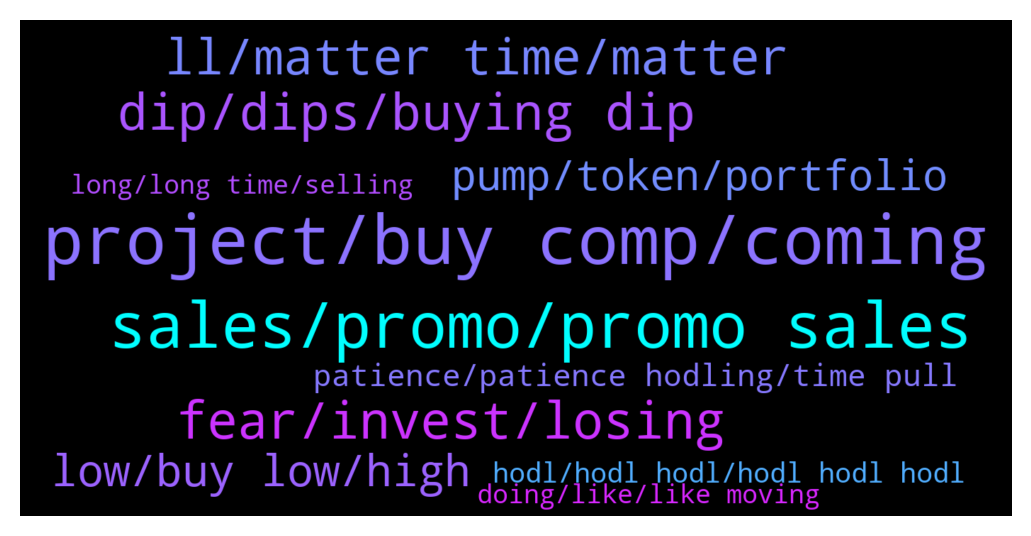 ll/matter time/matter
dip/dips/buying dip
long/long time/selling
pump/token/portfolio
project/buy comp/coming
sales/promo/promo sales
patience/patience hodling/time pull
fear/invest/losing
low/buy low/high
hodl/hodl hodl/hodl hodl hodl
doing/like/like moving